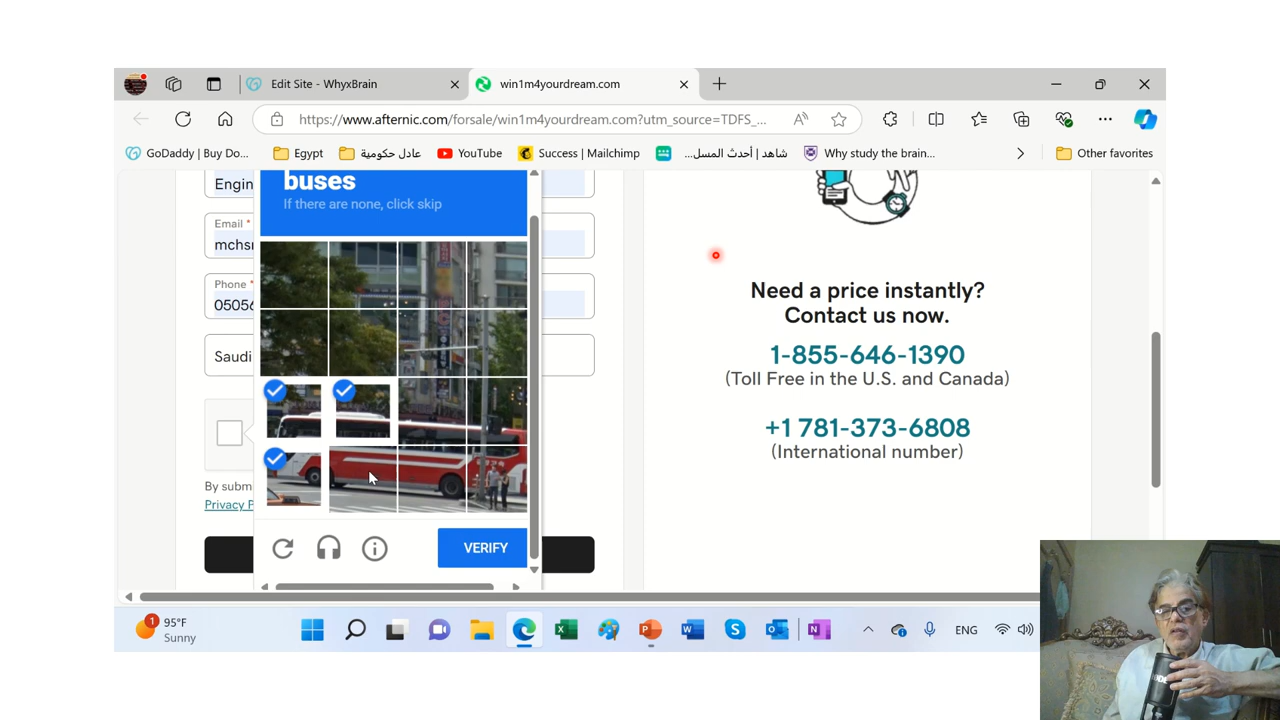 Edit Site - WhyxBrain
win1m4yourdream.com
https://www.afternic.com/forsale/win1m4yourdream.com?utm_source=TDFS_...
GoDaddy | Buy Do...
Egypt
عادل حكومية
YouTube
Success | Mailchimp
شاهد | أحدث المسل...
Why study the brain...
Other favorites
Engin
Email *
mchsr
Phone *
0505
Saudi
By subm
Privacy P
buses
If there are none, click skip
VERIFY
Need a price instantly?
Contact us now.
1-855-646-1390
(Toll Free in the U.S. and Canada)
+1 781-373-6808
(International number)
1
95°F
Sunny
ENG